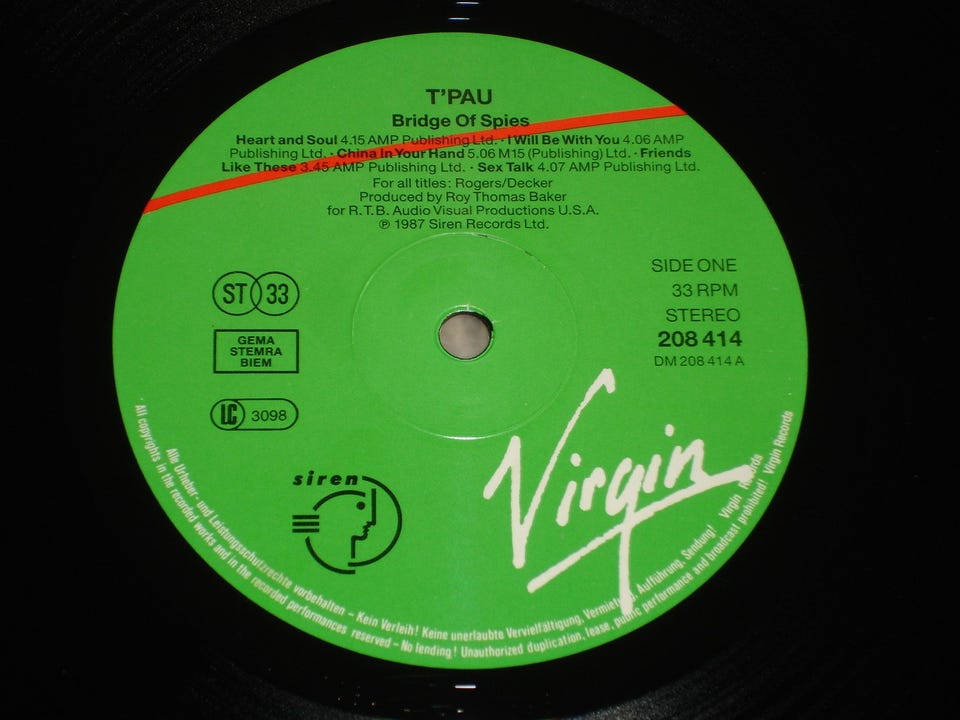 T'PAU
Bridge Of Spies
Heart and Soul 4.15 AMP Publishing Ltd. · I Will Be With You 4.06 AMP
Publishing Ltd. · China In Your Hand 5.06 M15 (Publishing) Ltd. · Friends
Like These 3.45 AMP Publishing Ltd. · Sex Talk 4.07 AMP Publishing Ltd.
For all titles: Rogers/Decker
Produced by Roy Thomas Baker
for R.T.B. Audio Visual Productions U.S.A.
℗ 1987 Siren Records Ltd.
ST 33
GEMA
STEMRA
BIEM
LC 3098
SIDE ONE
33 RPM
STEREO
208 414
DM 208 414 A
siren
Virgin
Alle Urheber- und Leistungsschutzrechte vorbehalten – Kein Verleih! Keine unerlaubte Vervielfältigung, Vermietung, Aufführung, Sendung! Virgin Records
All copyrights in the recorded works and in the recorded performances reserved – No lending! Unauthorized duplication, lease, public performance and broadcast prohibited! Virgin Records